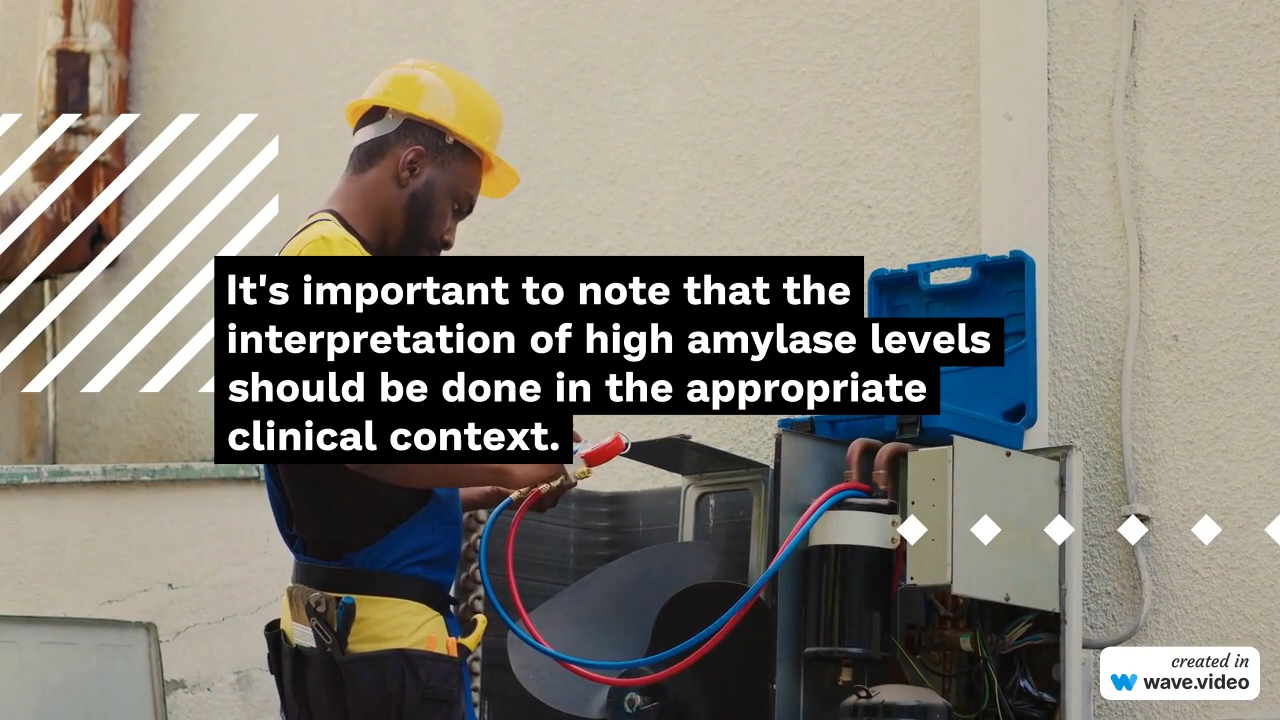 It's important to note that the
interpretation of high amylase levels
should be done in the appropriate
clinical context.
created in
wave.video